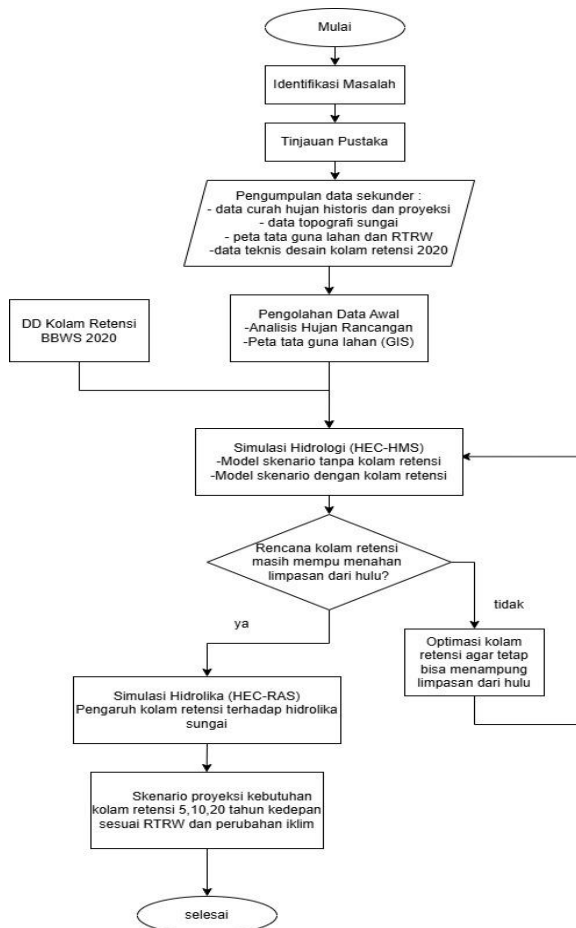 Mulai
Identifikasi Masalah
Tinjauan Pustaka
Pengumpulan data sekunder :
- data curah hujan historis dan proyeksi
- data topografi sungai
- peta tata guna lahan dan RTRW
-data teknis desain kolam retensi 2020
DD Kolam Retensi
BBWS 2020
Pengolahan Data Awal
-Analisis Hujan Rancangan
-Peta tata guna lahan (GIS)
Simulasi Hidrologi (HEC-HMS)
-Model skenario tanpa kolam retensi
-Model skenario dengan kolam retensi
Rencana kolam retensi
masih mempu menahan
limpasan dari hulu?
tidak
ya
Optimasi kolam
retensi agar tetap
bisa menampung
limpasan dari hulu
Simulasi Hidrolika (HEC-RAS)
Pengaruh kolam retensi terhadap hidrolika
sungai
Skenario proyeksi kebutuhan
kolam retensi 5,10,20 tahun kedepan
sesuai RTRW dan perubahan iklim
selesai